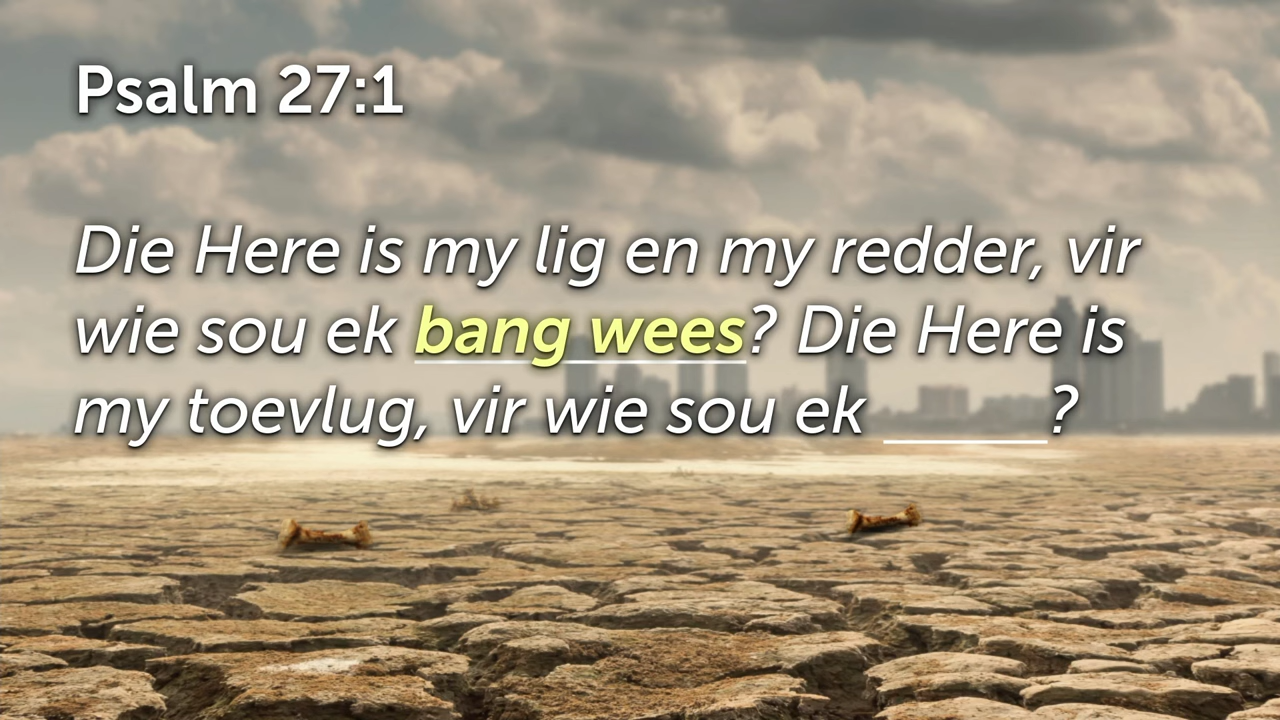 Psalm 27:1
Die Here is my lig en my redder, vir
wie sou ek bang wees? Die Here is
my toevlug, vir wie sou ek ______?